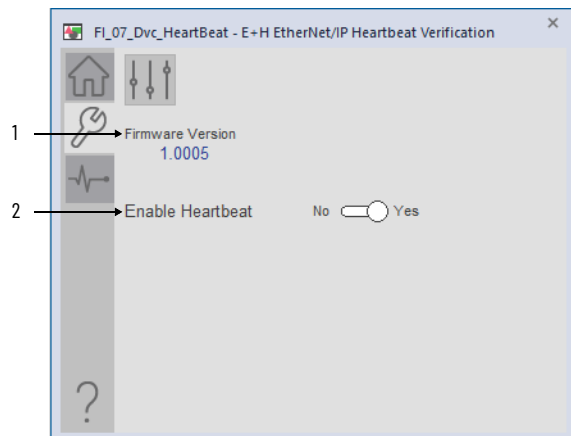 FI_07_Dvc_HeartBeat - E+H EtherNet/IP Heartbeat Verification
1 Firmware Version
1.0005
2 Enable Heartbeat No Yes
?